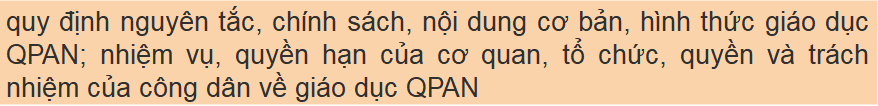 quy định nguyên tắc, chính sách, nội dung cơ bản, hình thức giáo dục
QPAN; nhiệm vụ, quyền hạn của cơ quan, tổ chức, quyền và trách
nhiệm của công dân về giáo dục QPAN